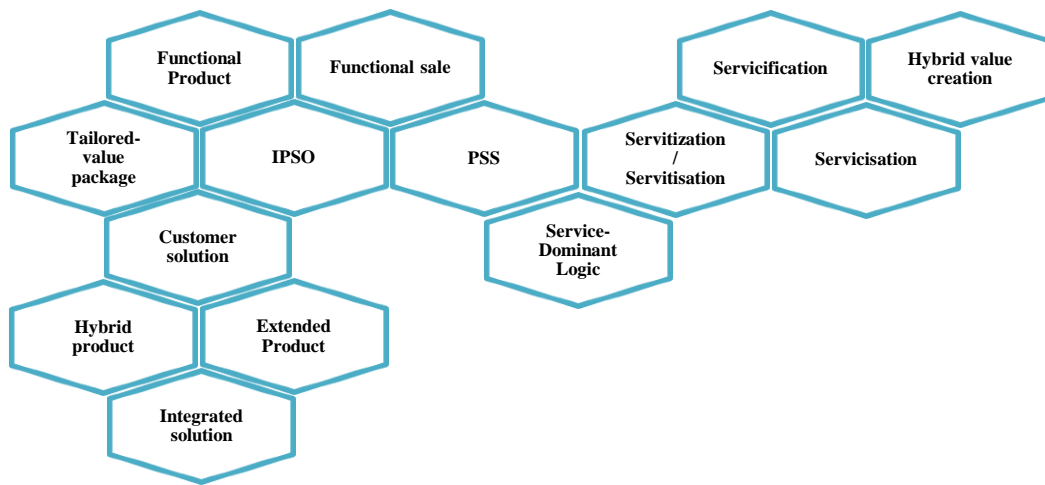 Functional
Product
Functional sale
Servicification
Hybrid value
creation
Tailored-
value
package
IPSO
PSS
Servitization
/
Servitisation
Servicisation
Customer
solution
Service-
Dominant
Logic
Hybrid
product
Extended
Product
Integrated
solution